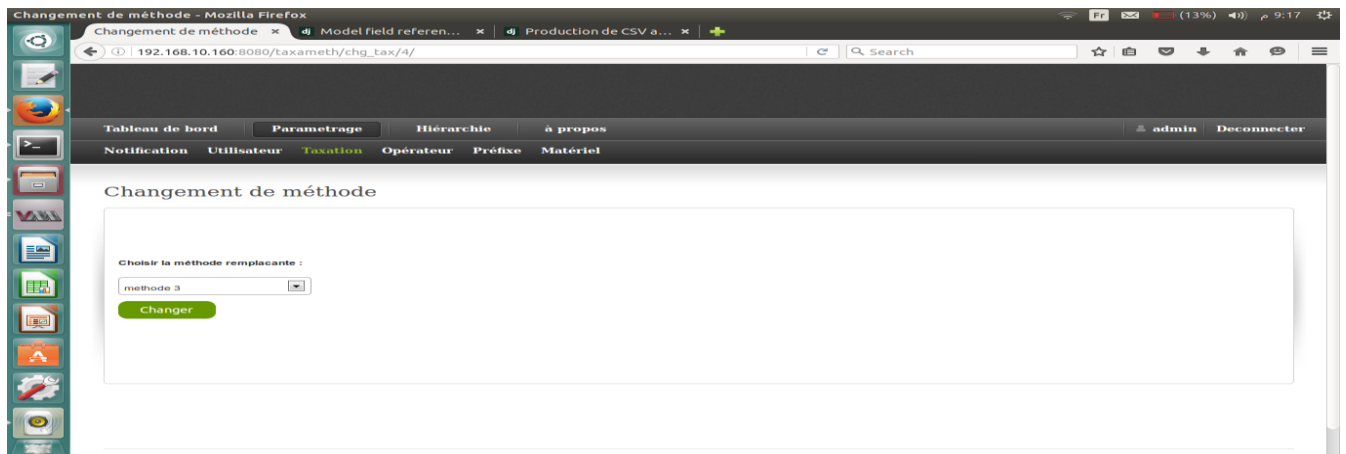 Changement de méthode - Mozilla Firefox
Fr (13%) م 9:17
Changement de méthode × dj Model field referen... × dj Production de CSV a... ×
192.168.10.160:8080/taxameth/chg_tax/4/ Search
Tableau de bord Parametrage Hiérarchie à propos admin Deconnecter
Notification Utilisateur Taxation Opérateur Préfixe Matériel
Changement de méthode
Choisir la méthode remplacante :
methode 3
Changer